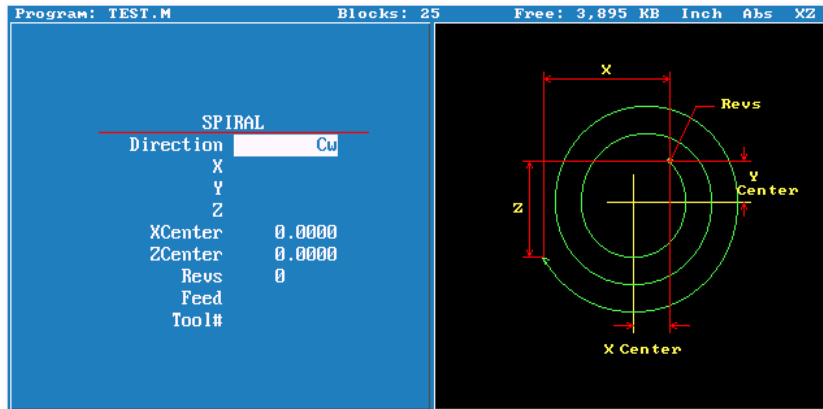 Program: TEST.M Blocks: 25 Free: 3,895 KB Inch Abs XZ
SPIRAL
Direction Cw
X
Y
Z
XCenter 0.0000
ZCenter 0.0000
Revs 0
Feed
Tool#
X
Revs
Y
Center
Z
X Center